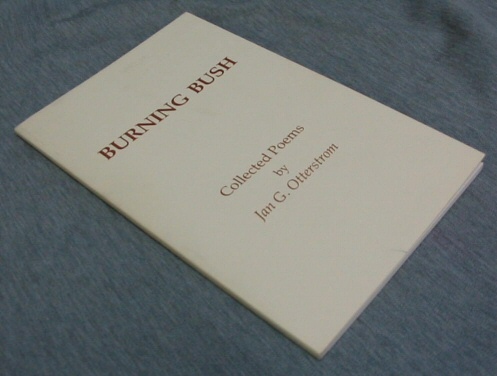 BURNING BUSH
Collected Poems
by
Jan G. Otterstrom